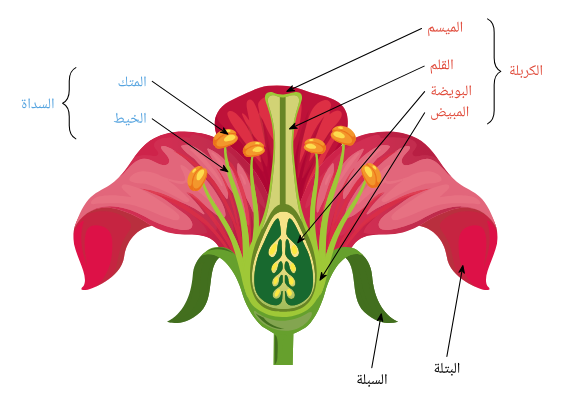 الميسم
القلم
الكربلة
البويضة
المبيض
المتك
السداة
الخيط
البتلة
السبلة